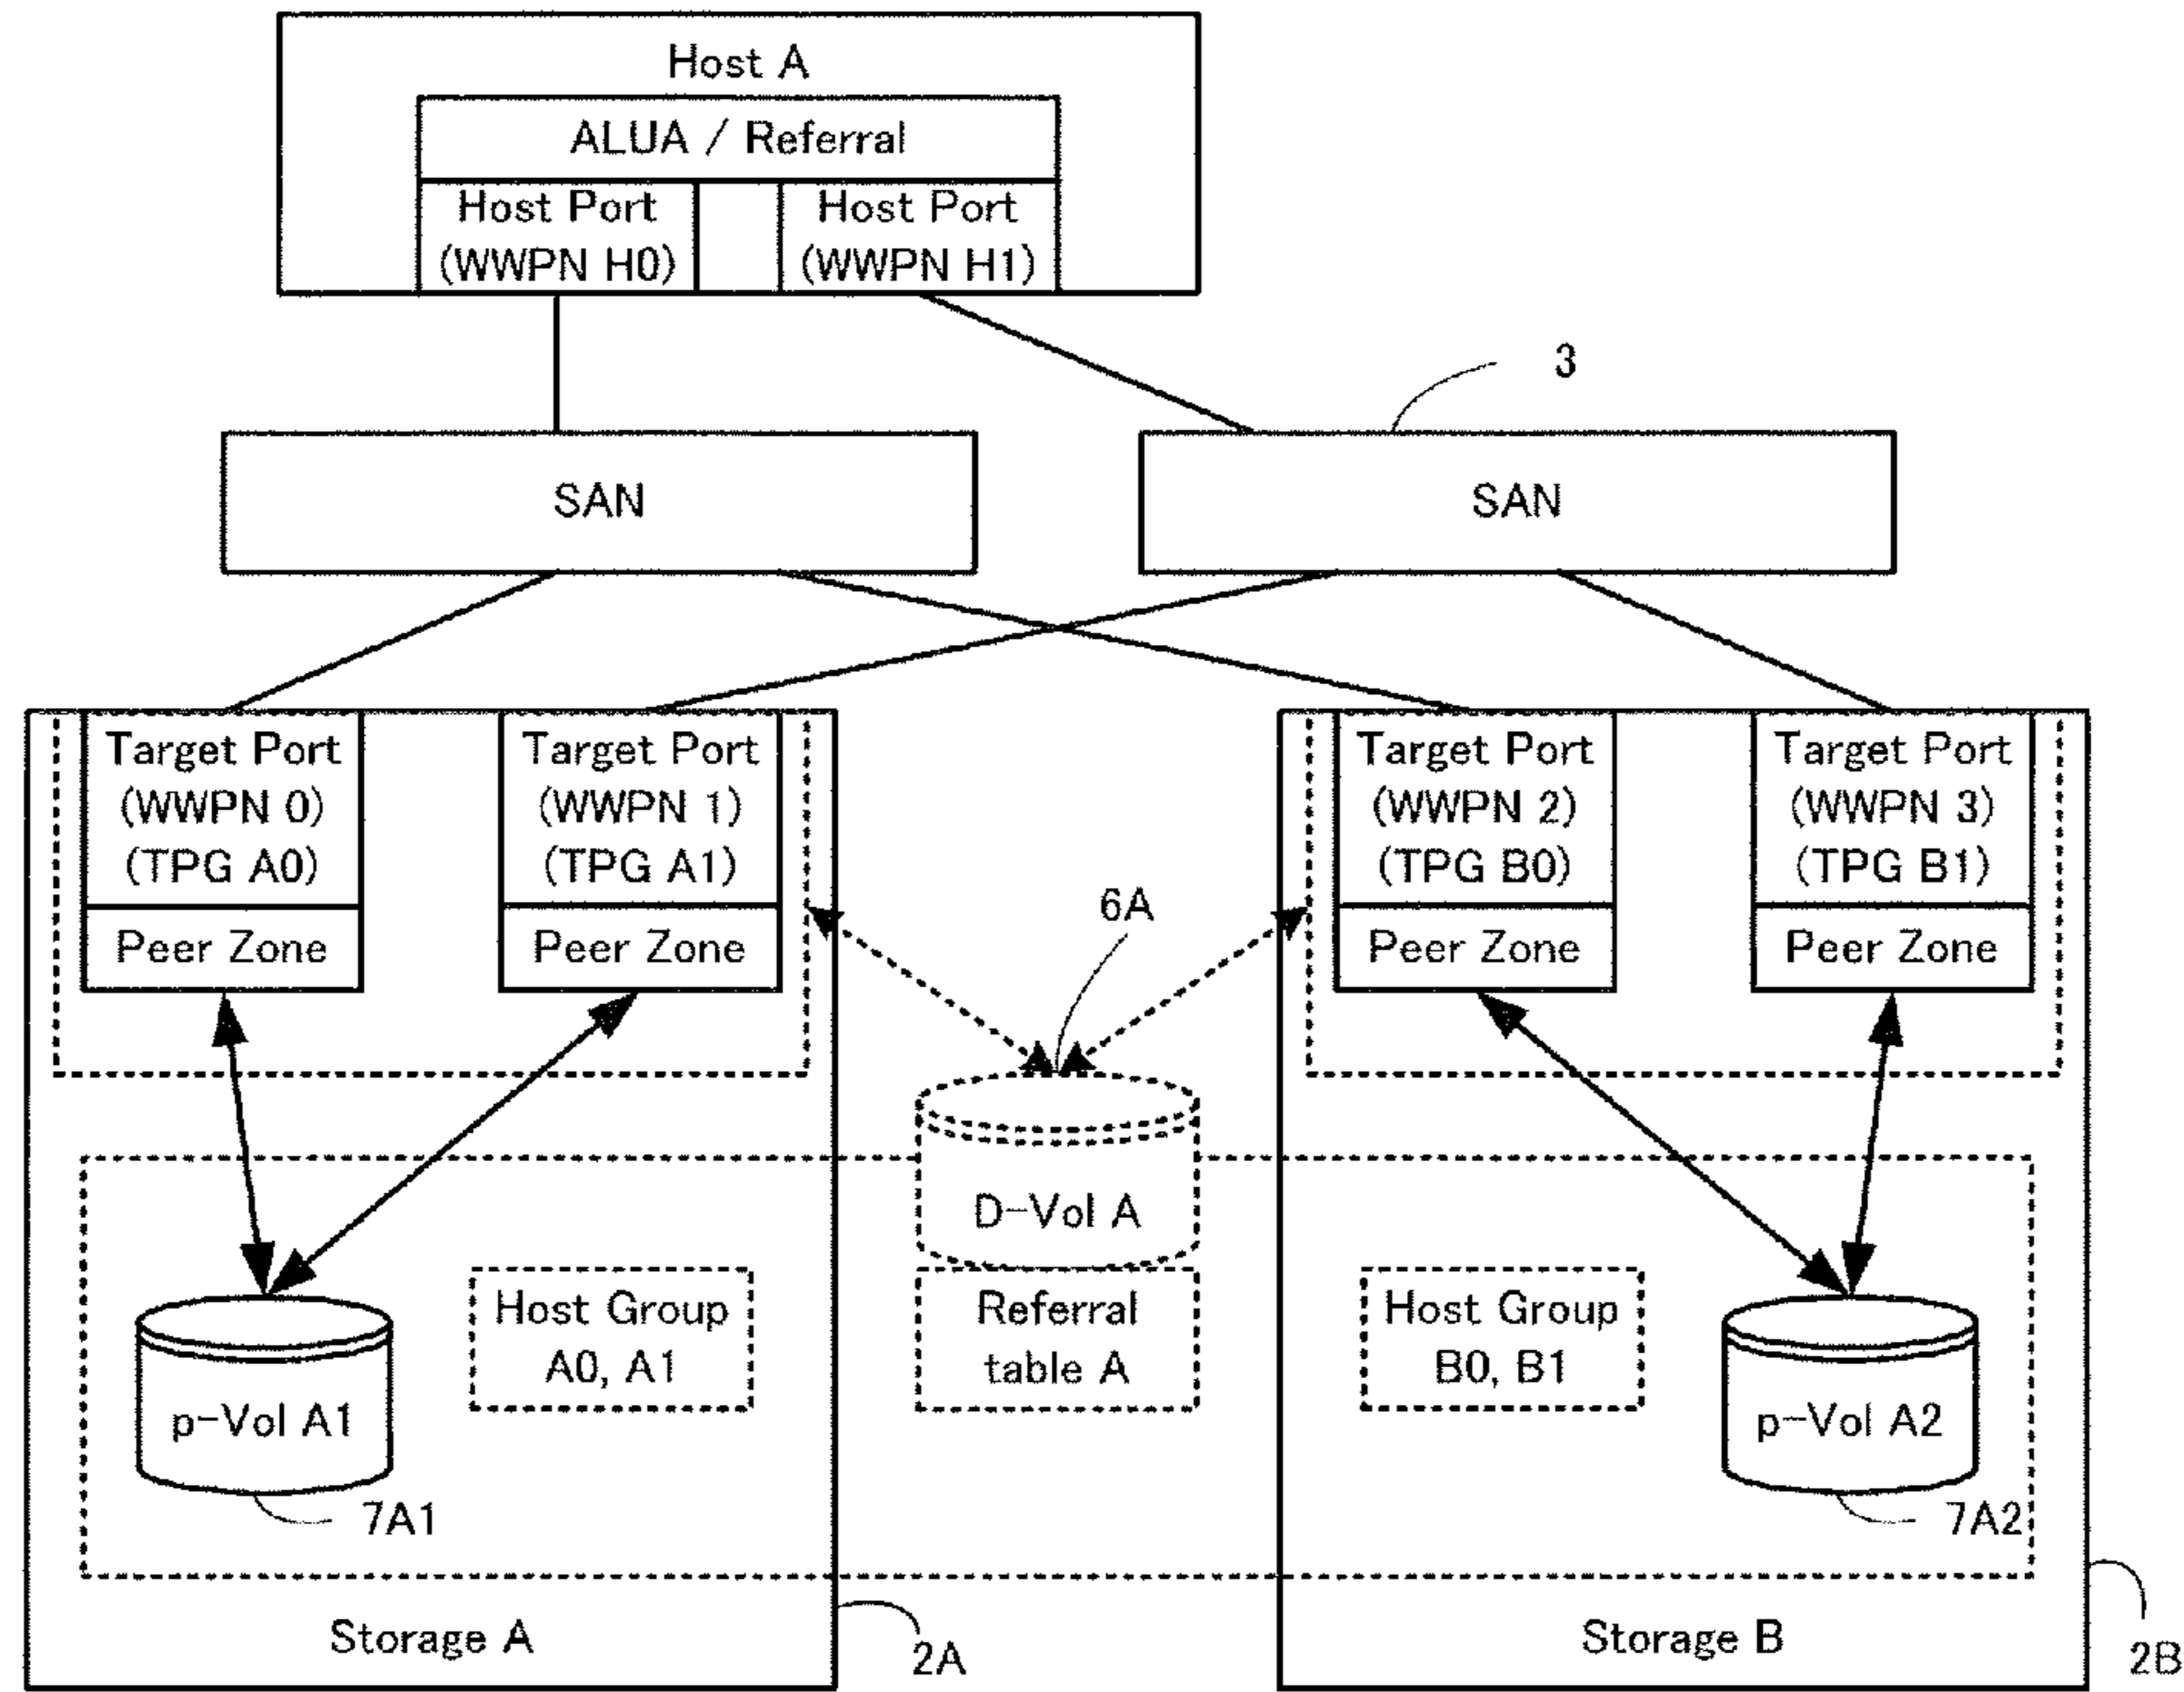 Host A
ALUA / Referral
Host Port
(WWPN H0)
Host Port
(WWPN H1)
3
SAN
SAN
Target Port
(WWPN 0)
(TPG A0)
Peer Zone
Target Port
(WWPN 1)
(TPG A1)
Peer Zone
6A
Target Port
(WWPN 2)
(TPG B0)
Peer Zone
Target Port
(WWPN 3)
(TPG B1)
Peer Zone
D-Vol A
p-Vol A1
7A1
Host Group
A0, A1
Referral
table A
Host Group
B0, B1
p-Vol A2
7A2
Storage A
2A
Storage B
2B